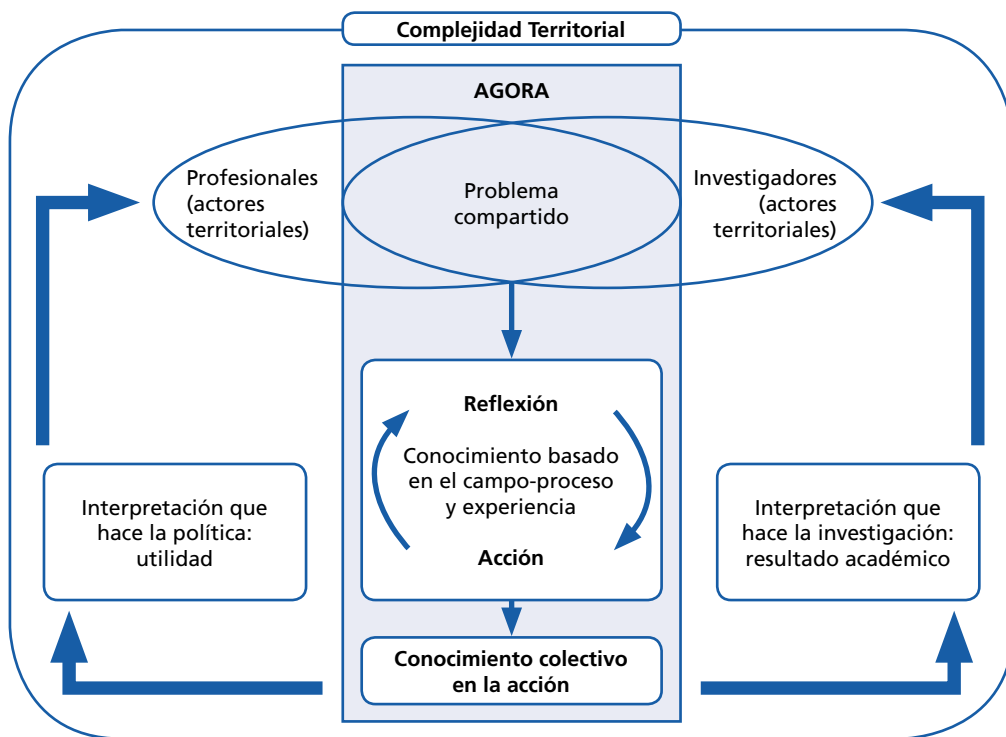 Complejidad Territorial
AGORA
Profesionales
(actores
territoriales)
Problema
compartido
Investigadores
(actores
territoriales)
Reflexión
Conocimiento basado
en el campo-proceso
y experiencia
Acción
Interpretación que
hace la política:
utilidad
Interpretación que
hace la investigación:
resultado académico
Conocimiento colectivo
en la acción